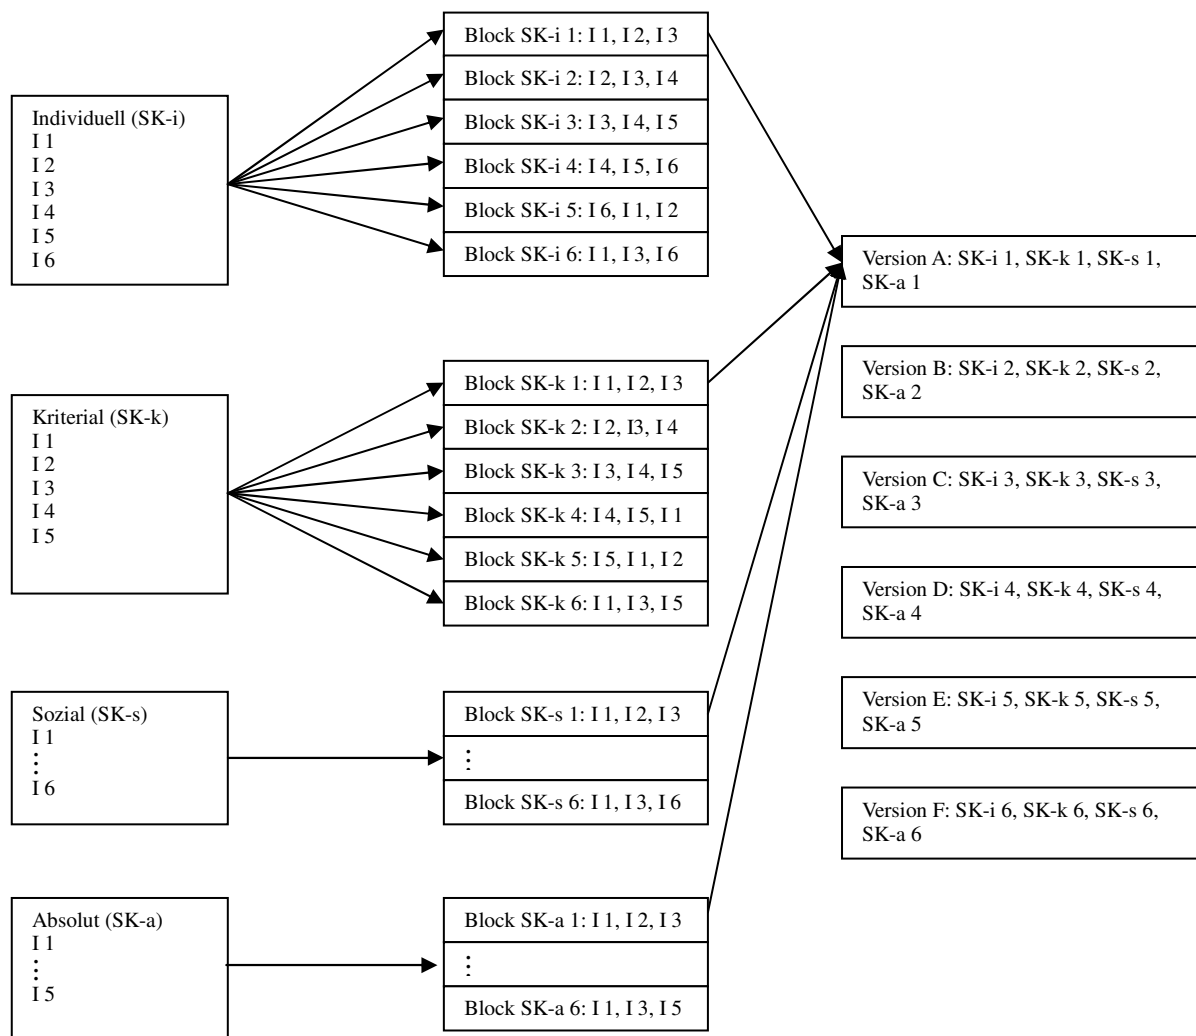 Individuell (SK-i)
I 1
I 2
I 3
I 4
I 5
I 6
Block SK-i 1: I 1, I 2, I 3
Block SK-i 2: I 2, I 3, I 4
Block SK-i 3: I 3, I 4, I 5
Block SK-i 4: I 4, I 5, I 6
Block SK-i 5: I 6, I 1, I 2
Block SK-i 6: I 1, I 3, I 6
Kriterial (SK-k)
I 1
I 2
I 3
I 4
I 5
Block SK-k 1: I 1, I 2, I 3
Block SK-k 2: I 2, I3, I 4
Block SK-k 3: I 3, I 4, I 5
Block SK-k 4: I 4, I 5, I 1
Block SK-k 5: I 5, I 1, I 2
Block SK-k 6: I 1, I 3, I 5
Sozial (SK-s)
I 1
⋮
I 6
Block SK-s 1: I 1, I 2, I 3
⋮
Block SK-s 6: I 1, I 3, I 6
Absolut (SK-a)
I 1
⋮
I 5
Block SK-a 1: I 1, I 2, I 3
⋮
Block SK-a 6: I 1, I 3, I 5
Version A: SK-i 1, SK-k 1, SK-s 1,
SK-a 1
Version B: SK-i 2, SK-k 2, SK-s 2,
SK-a 2
Version C: SK-i 3, SK-k 3, SK-s 3,
SK-a 3
Version D: SK-i 4, SK-k 4, SK-s 4,
SK-a 4
Version E: SK-i 5, SK-k 5, SK-s 5,
SK-a 5
Version F: SK-i 6, SK-k 6, SK-s 6,
SK-a 6